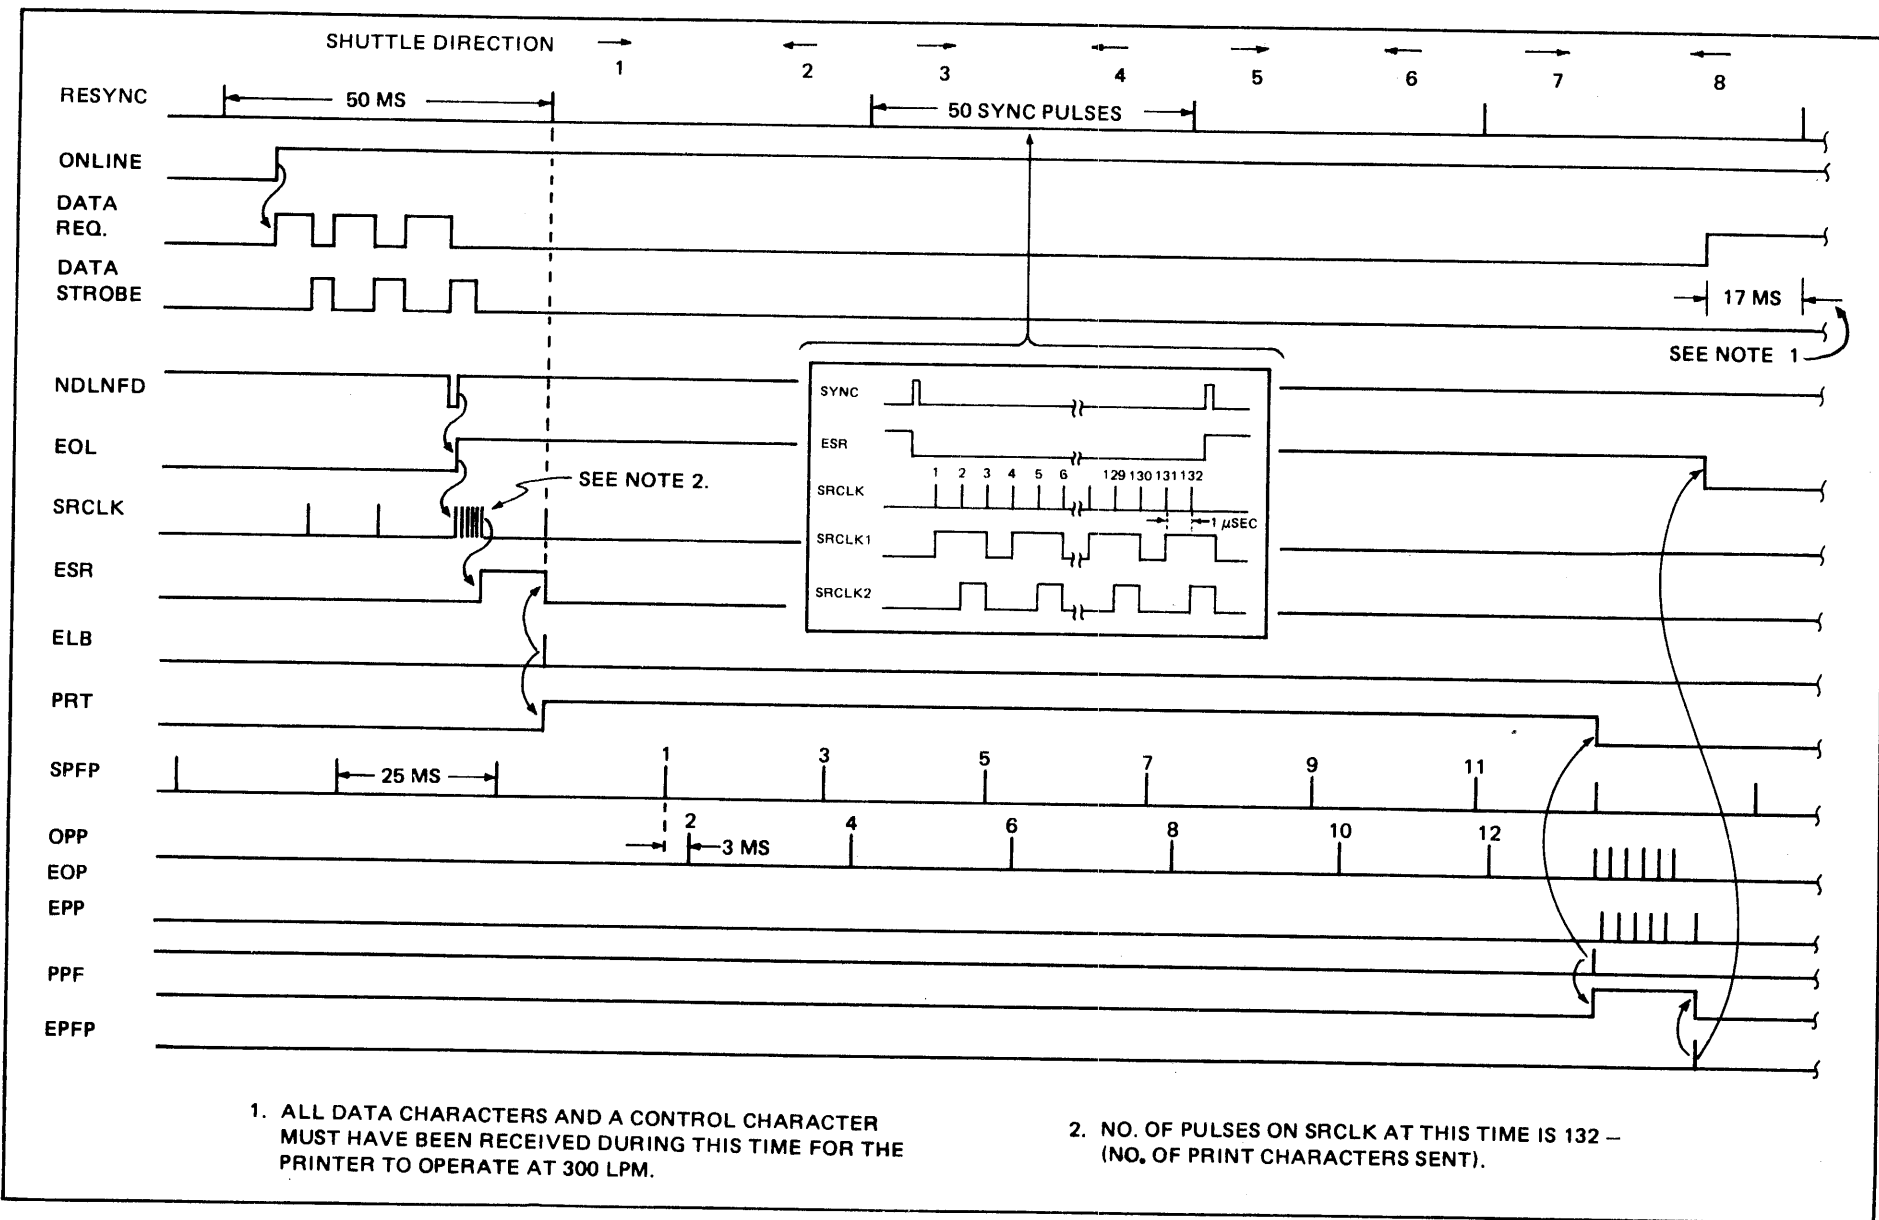 SHUTTLE DIRECTION
1 2 3 4 5 6 7 8
RESYNC
50 MS
50 SYNC PULSES
ONLINE
DATA
REQ.
DATA
STROBE
17 MS
SEE NOTE 1
NDLNFD
EOL
SEE NOTE 2.
SRCLK
ESR
ELB
PRT
SYNC
ESR
1 2 3 4 5 6 129 130 131 132
SRCLK
1 μSEC
SRCLK1
SRCLK2
1 3 5 7 9 11
SPFP
25 MS
2 4 6 8 10 12
OPP
3 MS
EOP
EPP
PPF
EPFP
1. ALL DATA CHARACTERS AND A CONTROL CHARACTER
MUST HAVE BEEN RECEIVED DURING THIS TIME FOR THE
PRINTER TO OPERATE AT 300 LPM.
2. NO. OF PULSES ON SRCLK AT THIS TIME IS 132 –
(NO. OF PRINT CHARACTERS SENT).